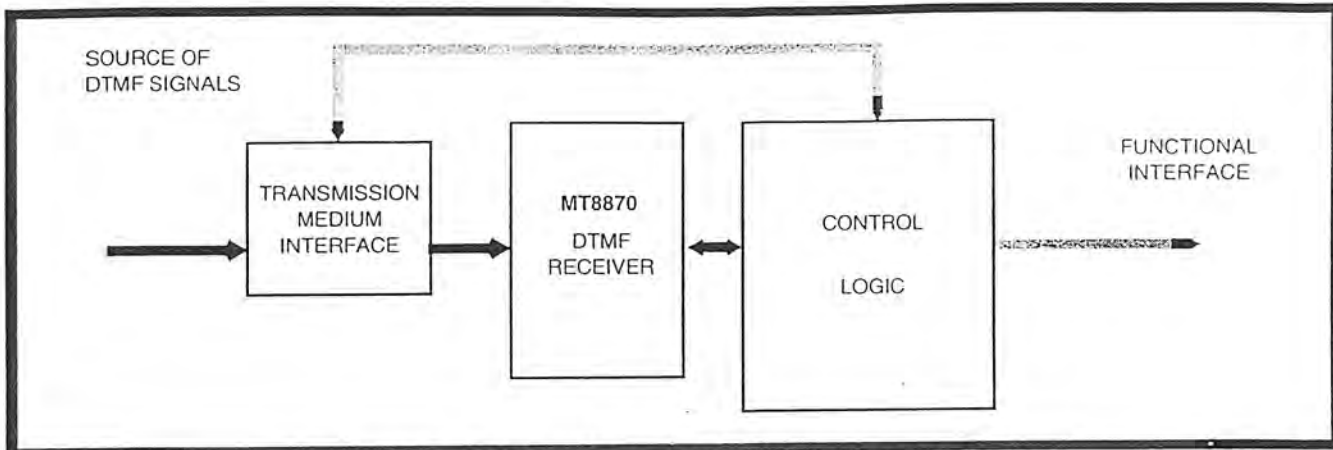 SOURCE OF
DTMF SIGNALS
TRANSMISSION
MEDIUM
INTERFACE
MT8870
DTMF
RECEIVER
CONTROL
LOGIC
FUNCTIONAL
INTERFACE